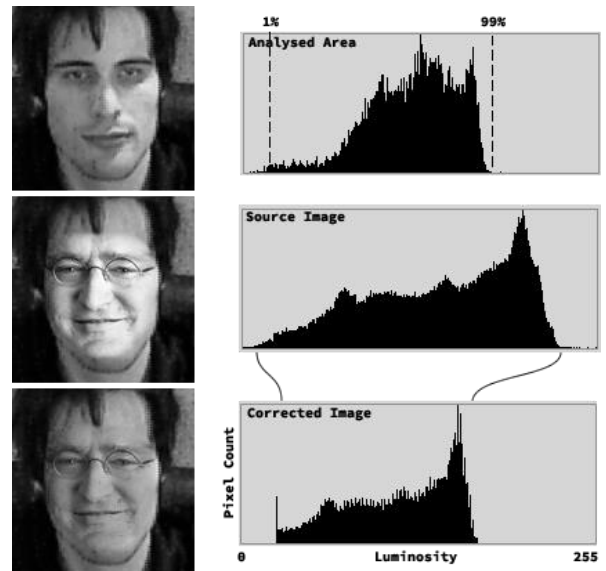 1% 99%
Analysed Area
Source Image
Corrected Image
Pixel Count
0 Luminosity 255